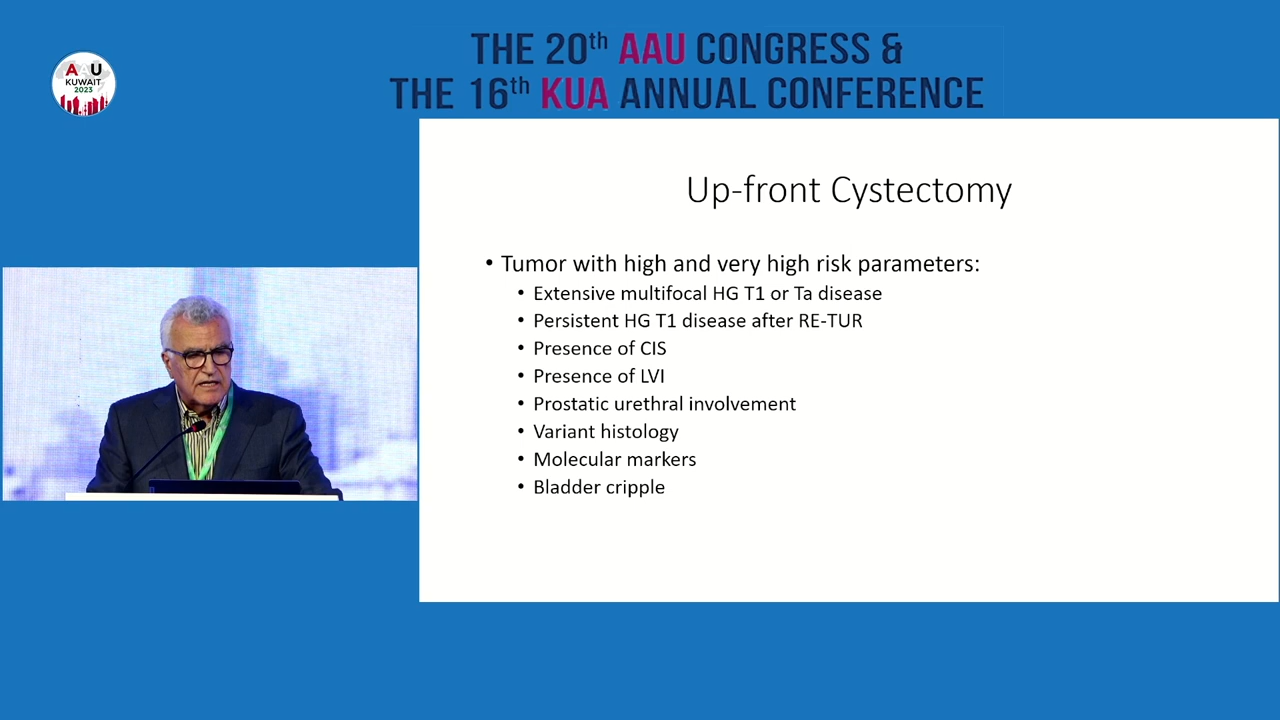 AAU
KUWAIT
2023
THE 20th AAU CONGRESS &
THE 16th KUA ANNUAL CONFERENCE
Up-front Cystectomy
• Tumor with high and very high risk parameters:
• Extensive multifocal HG T1 or Ta disease
• Persistent HG T1 disease after RE-TUR
• Presence of CIS
• Presence of LVI
• Prostatic urethral involvement
• Variant histology
• Molecular markers
• Bladder cripple